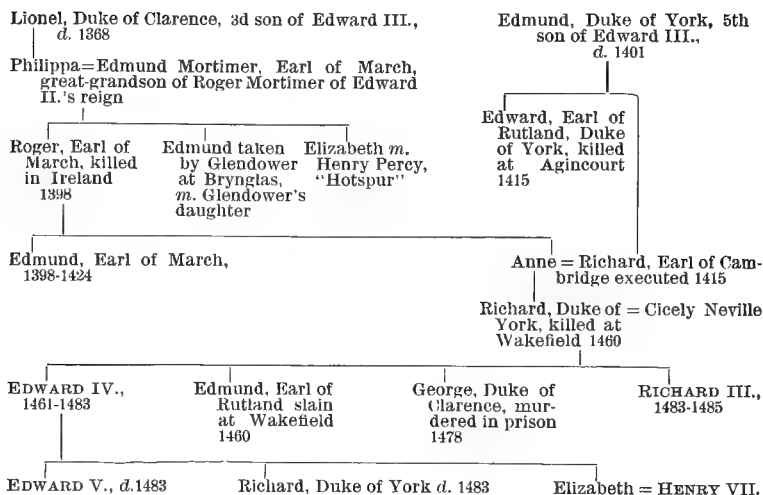 Lionel, Duke of Clarence, 3d son of Edward III.,
d. 1368
Edmund, Duke of York, 5th
son of Edward III.,
d. 1401
Philippa=Edmund Mortimer, Earl of March,
great-grandson of Roger Mortimer of Edward
II.'s reign
Edward, Earl of
Rutland, Duke
of York, killed
at Agincourt
1415
Roger, Earl of
March, killed
in Ireland
1398
Edmund taken
by Glendower
at Brynglas,
m. Glendower's
daughter
Elizabeth m.
Henry Percy,
"Hotspur"
Edmund, Earl of March,
1398-1424
Anne = Richard, Earl of Cam-
bridge executed 1415
Richard, Duke of = Cicely Neville
York, killed at
Wakefield 1460
EDWARD IV.,
1461-1483
Edmund, Earl of
Rutland slain
at Wakefield
1460
George, Duke of
Clarence, mur-
dered in prison
1478
RICHARD III.,
1483-1485
EDWARD V., d.1483
Richard, Duke of York d. 1483
Elizabeth = HENRY VII.